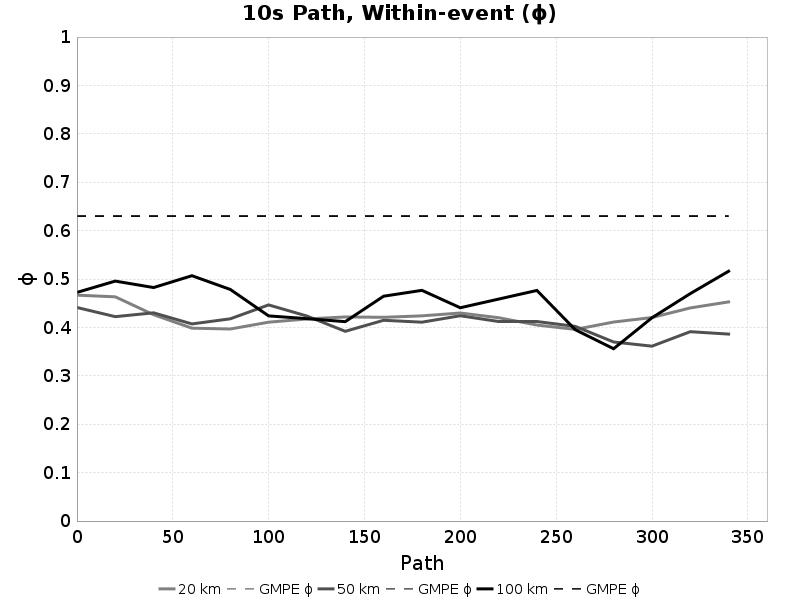 10s Path, Within-event (ϕ)
1
0.9
0.8
0.7
0.6
0.5
0.4
0.3
0.2
0.1
0
ϕ
0 50 100 150 200 250 300 350
Path
20 km GMPE ϕ 50 km GMPE ϕ 100 km GMPE ϕ